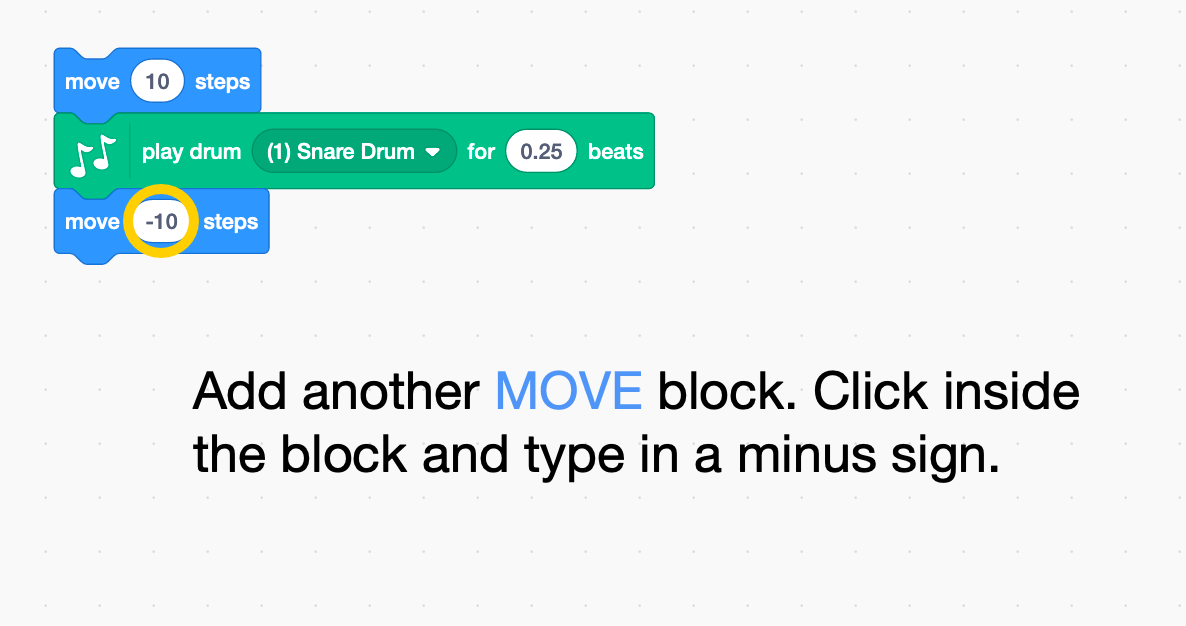 move 10 steps
play drum (1) Snare Drum for 0.25 beats
move -10 steps
Add another MOVE block. Click inside
the block and type in a minus sign.